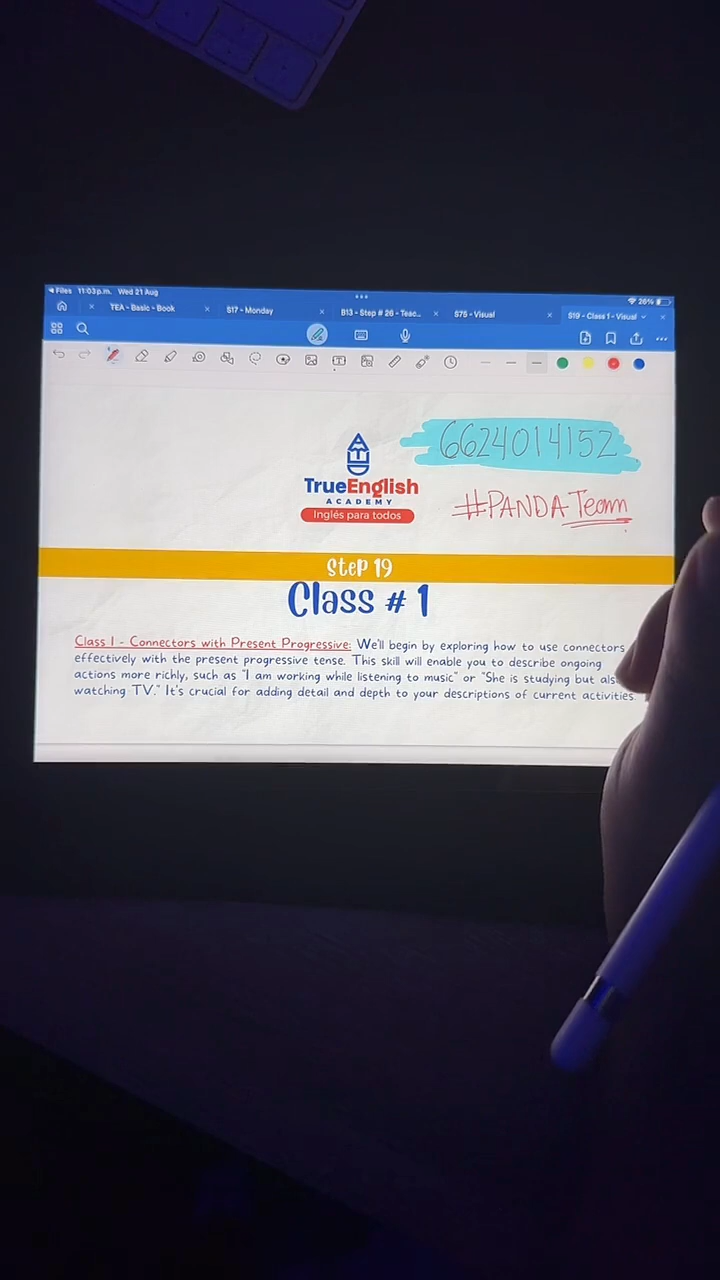 Files 11:03 p.m. Wed 21 Aug
26%
TEA - Basic - Book
S17 - Monday
B13 - Step # 26 - Teac...
S75 - Visual
S19 - Class 1 - Visual
6624014152
TrueEnglish
ACADEMY
Inglés para todos
#PANDA Team
Step 19
Class # 1
Class 1 - Connectors with Present Progressive: We'll begin by exploring how to use connectors
effectively with the present progressive tense. This skill will enable you to describe ongoing
actions more richly, such as "I am working while listening to music" or "She is studying but als
watching TV." It's crucial for adding detail and depth to your descriptions of current activities.